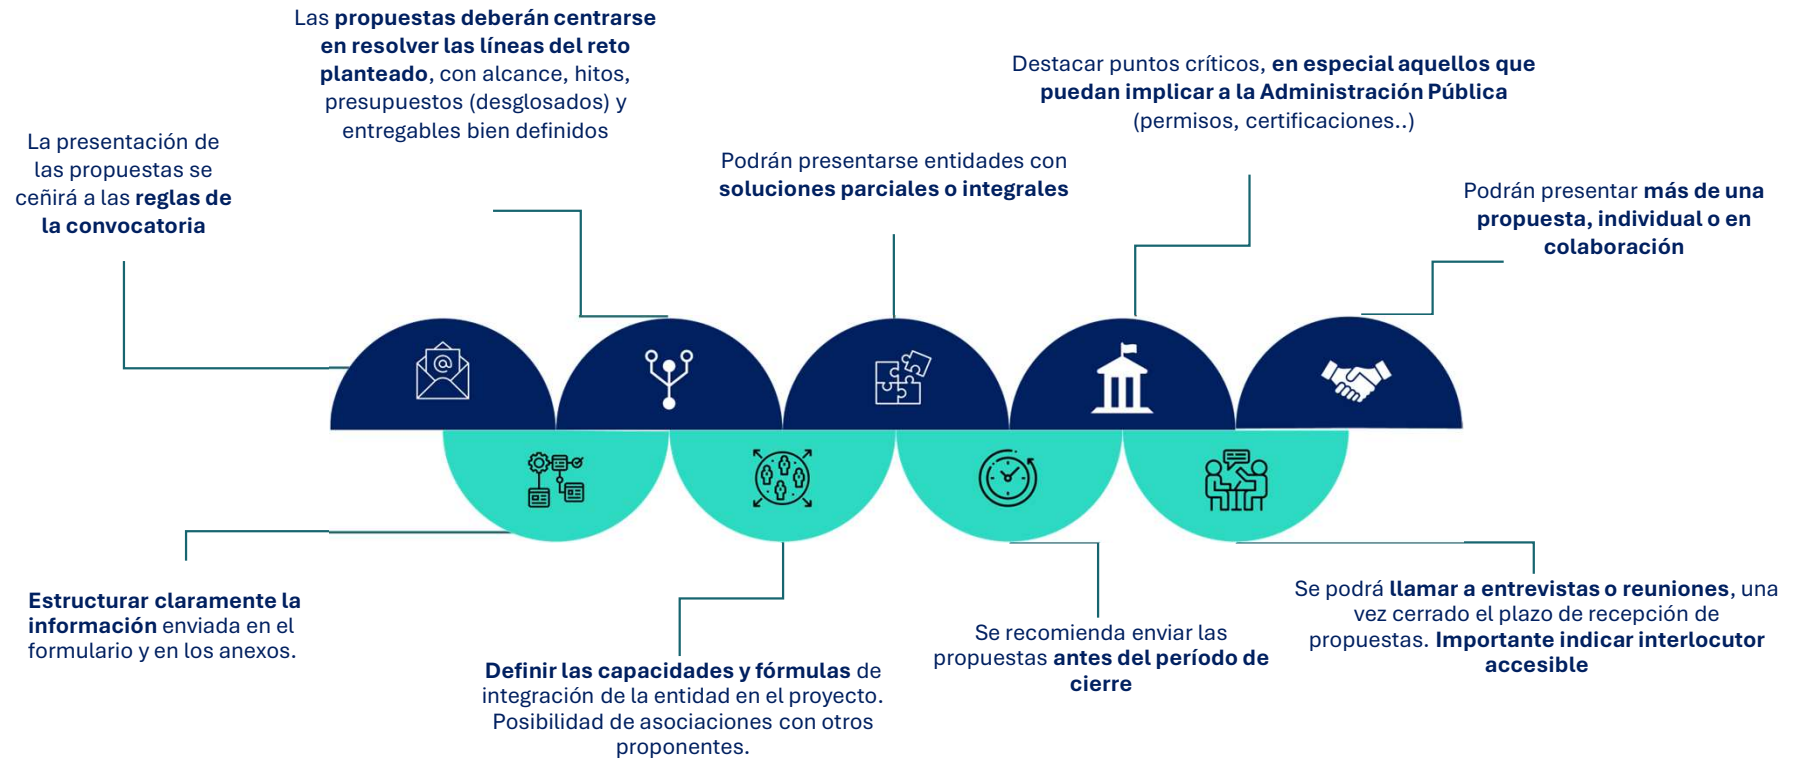 La presentación de
las propuestas se
ceñirá a las reglas de
la convocatoria
Las propuestas deberán centrarse
en resolver las líneas del reto
planteado, con alcance, hitos,
presupuestos (desglosados) y
entregables bien definidos
Podrán presentarse entidades con
soluciones parciales o integrales
Destacar puntos críticos, en especial aquellos que
puedan implicar a la Administración Pública
(permisos, certificaciones..)
Podrán presentar más de una
propuesta, individual o en
colaboración
@
Estructurar claramente la
información enviada en el
formulario y en los anexos.
Definir las capacidades y fórmulas de
integración de la entidad en el proyecto.
Posibilidad de asociaciones con otros
proponentes.
Se recomienda enviar las
propuestas antes del período de
cierre
Se podrá llamar a entrevistas o reuniones, una
vez cerrado el plazo de recepción de
propuestas. Importante indicar interlocutor
accesible